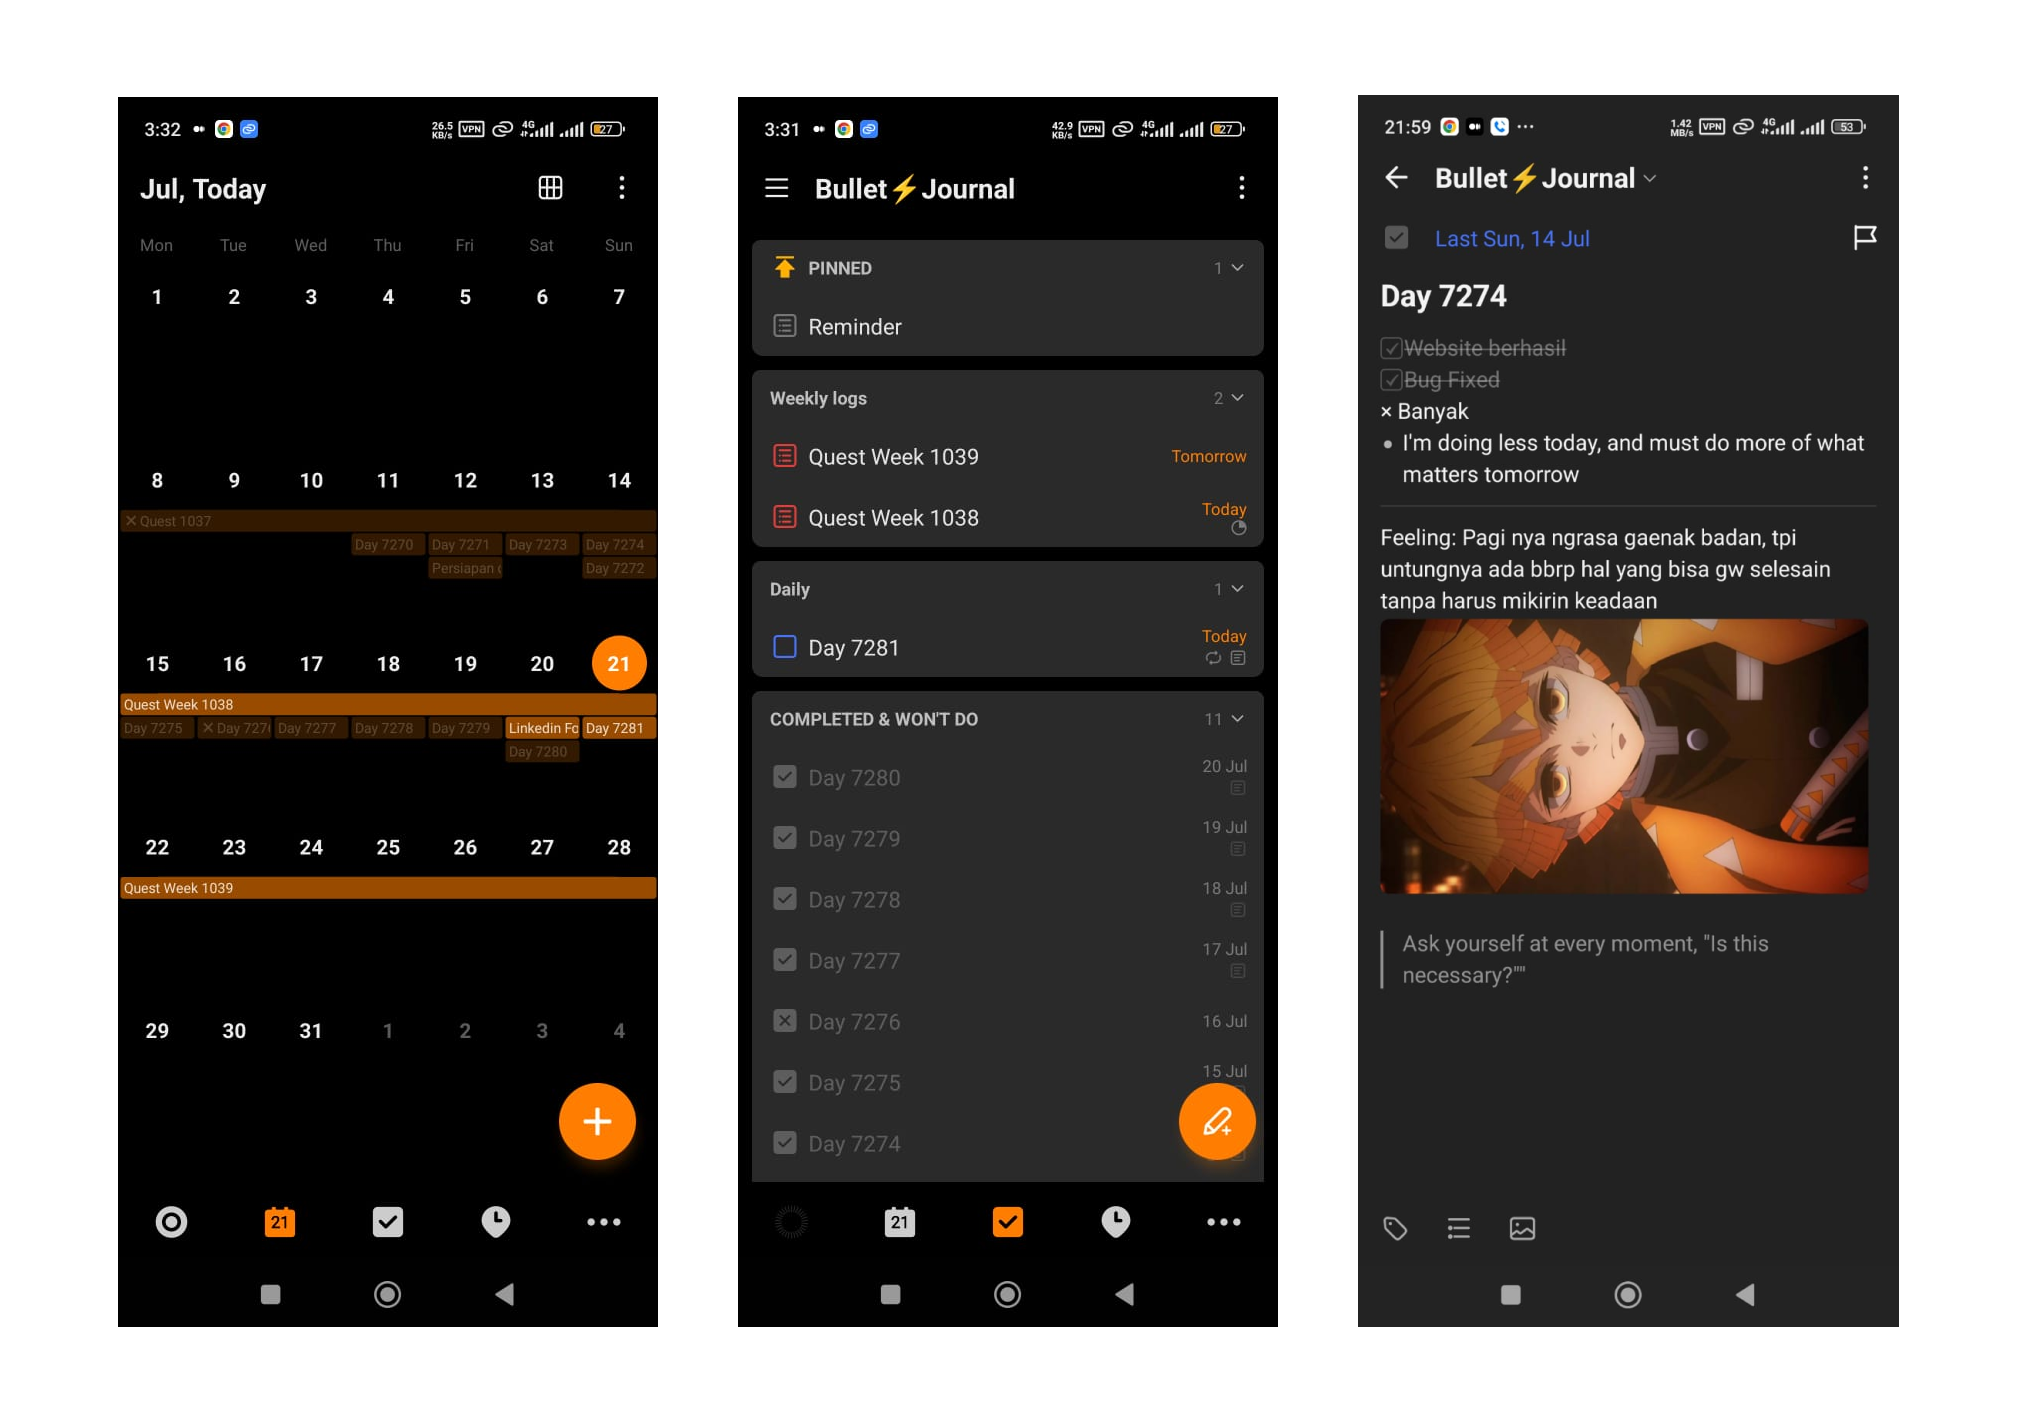 3:32
26.5
KB/s
VPN
4G
27
Jul, Today
Mon Tue Wed Thu Fri Sat Sun
1 2 3 4 5 6 7
8 9 10 11 12 13 14
× Quest 1037
Day 7270 Day 7271 Day 7273 Day 7274
Persiapan Day 7272
15 16 17 18 19 20 21
Quest Week 1038
Day 7275 × Day 727 Day 7277 Day 7278 Day 7279 Linkedin Fo Day 7281
Day 7280
22 23 24 25 26 27 28
Quest Week 1039
29 30 31 1 2 3 4
21
3:31
42.9
KB/s
VPN
4G
27
Bullet⚡Journal
PINNED 1
Reminder
Weekly logs 2
Quest Week 1039 Tomorrow
Quest Week 1038 Today
Daily 1
Day 7281 Today
COMPLETED & WON'T DO 11
Day 7280 20 Jul
Day 7279 19 Jul
Day 7278 18 Jul
Day 7277 17 Jul
Day 7276 16 Jul
Day 7275 15 Jul
Day 7274
21
21:59
1.42
MB/s
VPN
4G
53
Bullet⚡Journal
Last Sun, 14 Jul
Day 7274
Website berhasil
Bug Fixed
× Banyak
• I'm doing less today, and must do more of what
matters tomorrow
Feeling: Pagi nya ngrasa gaenak badan, tpi
untungnya ada bbrp hal yang bisa gw selesain
tanpa harus mikirin keadaan
Ask yourself at every moment, "Is this
necessary?""